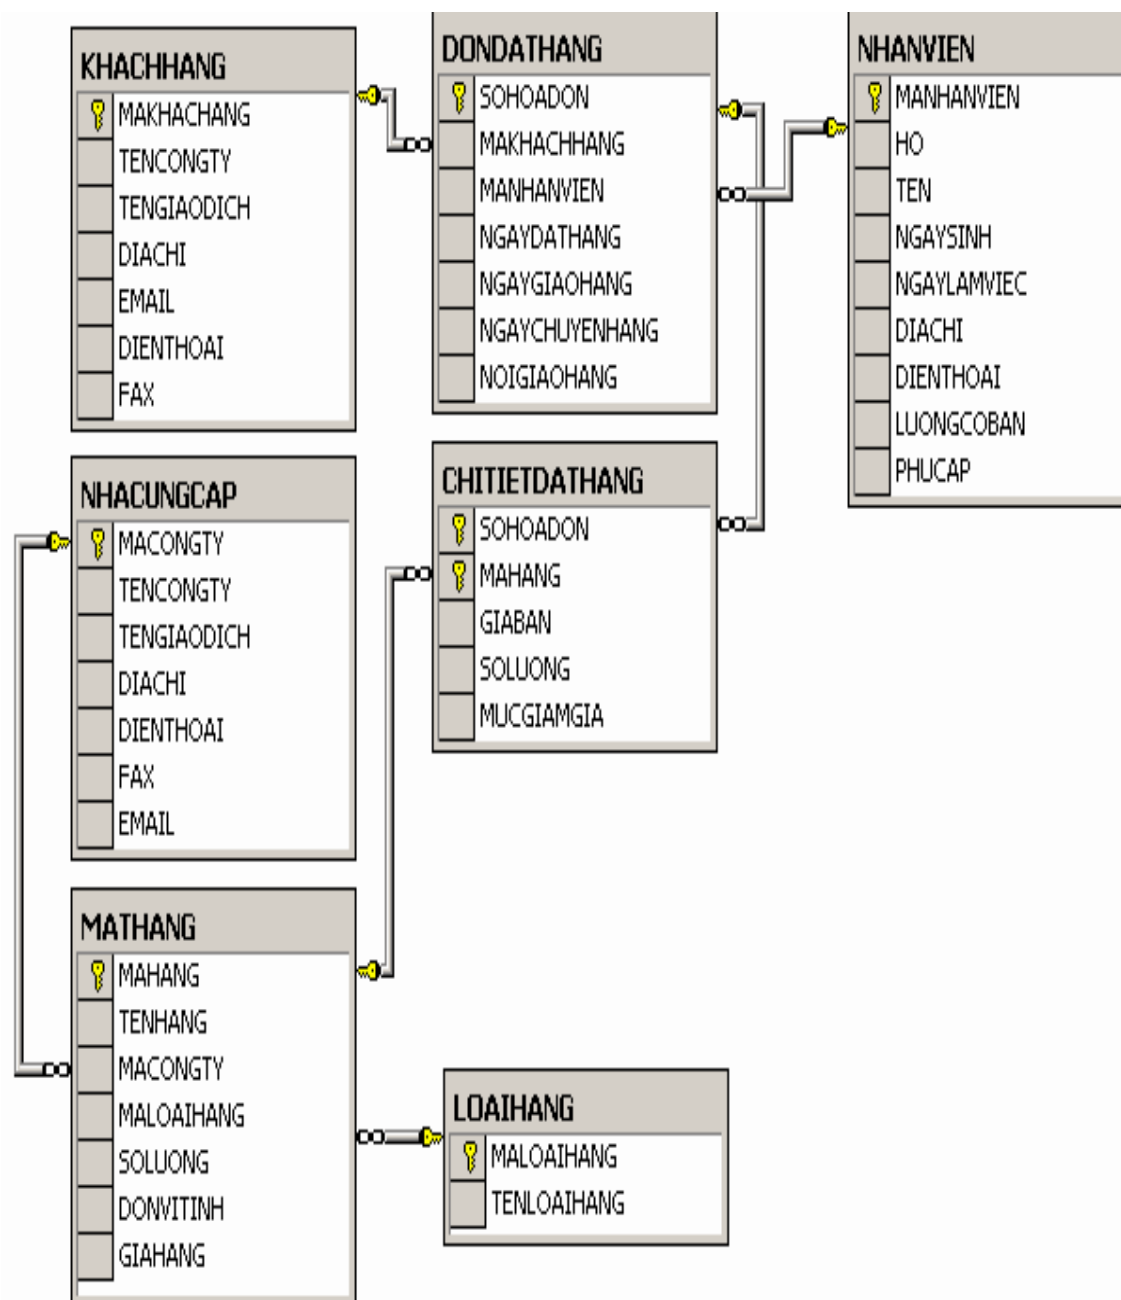 KHACHHANG
MAKHACHANG
TENCONGTY
TENGIAODICH
DIACHI
EMAIL
DIENTHOAI
FAX
DONDATHANG
SOHOADON
MAKHACHHANG
MANHANVIEN
NGAYDATHANG
NGAYGIAOHANG
NGAYCHUYENHANG
NOIGIAOHANG
NHANVIEN
MANHANVIEN
HO
TEN
NGAYSINH
NGAYLAMVIEC
DIACHI
DIENTHOAI
LUONGCOBAN
PHUCAP
NHACUNGCAP
MACONGTY
TENCONGTY
TENGIAODICH
DIACHI
DIENTHOAI
FAX
EMAIL
CHITIETDATHANG
SOHOADON
MAHANG
GIABAN
SOLUONG
MUCGIAMGIA
MATHANG
MAHANG
TENHANG
MACONGTY
MALOAIHANG
SOLUONG
DONVITINH
GIAHANG
LOAIHANG
MALOAIHANG
TENLOAIHANG